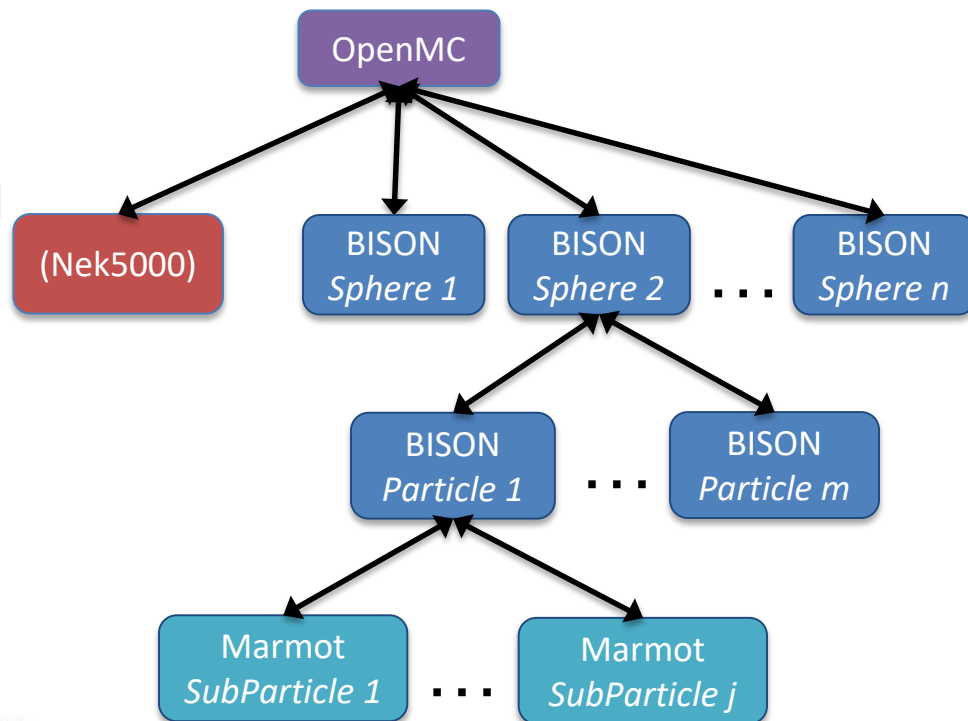 OpenMC
(Nek5000)
BISON
Sphere 1
BISON
Sphere 2
...
BISON
Sphere n
BISON
Particle 1
...
BISON
Particle m
Marmot
SubParticle 1
...
Marmot
SubParticle j